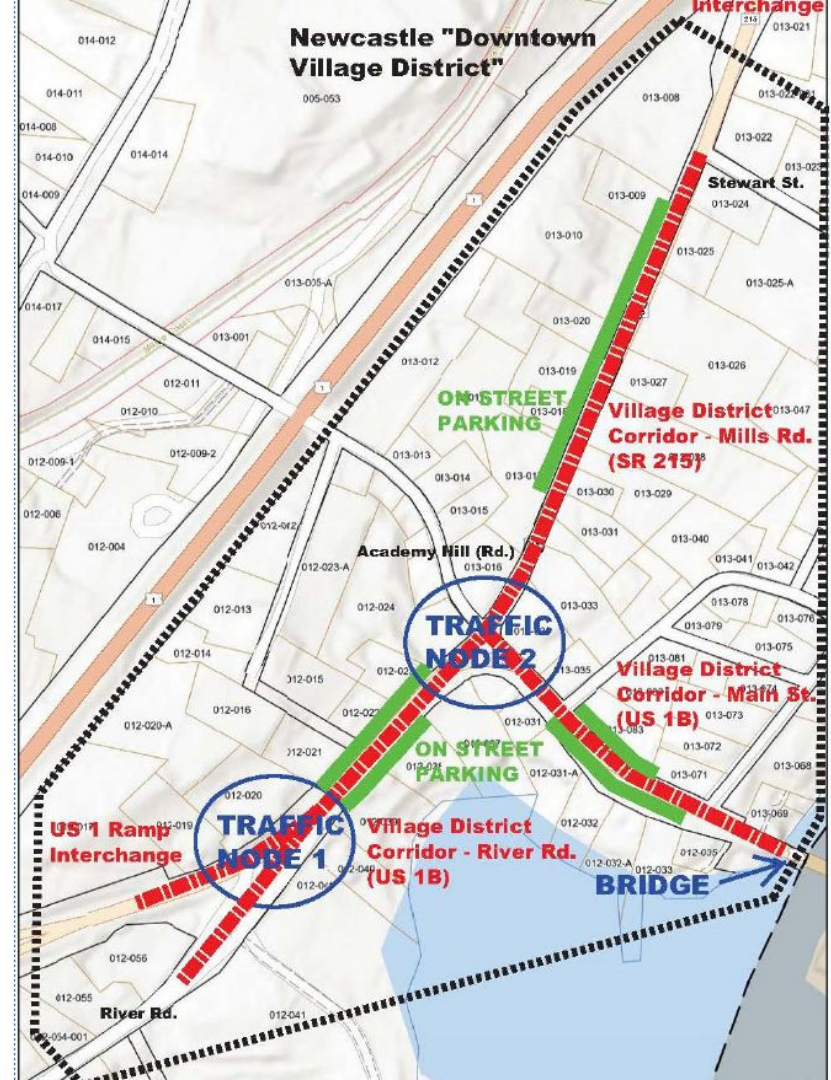 Interchange
215
013-021
014-012
Newcastle "Downtown
Village District"
014-011
005-053
013-008
014-008
013-022
014-010
014-014
014-009
Stewart St.
013-009
013-024
1
013-010
013-025
013-005-A
013-025-A
014-017
013-020
014-015
013-001
013-012
013-026
013-019
012-011
1
013-027
ON STREET
PARKING
012-010
Village District
Corridor - Mills Rd.
(SR 215)
013-047
012-009-1
012-009-2
013-013
013-014
013-030
013-029
012-006
013-015
013-031
012-004
013-040
Academy Hill (Rd.)
013-041
013-042
012-023-A
013-016
1
012-013
012-024
013-033
013-078
013-076
TRAFFIC
NODE 2
013-079
013-075
012-014
013-081
012-015
Village District
Corridor - Main St.
(US 1B)
012-016
012-020-A
012-031
013-073
012-021
ON STREET
PARKING
013-072
012-031-A
013-071
013-068
012-020
013-069
US 1 Ramp
Interchange
TRAFFIC
NODE 1
Village District
Corridor - River Rd.
(US 1B)
012-032
012-035
012-032-A
012-033
BRIDGE
012-056
012-055
River Rd.
012-041